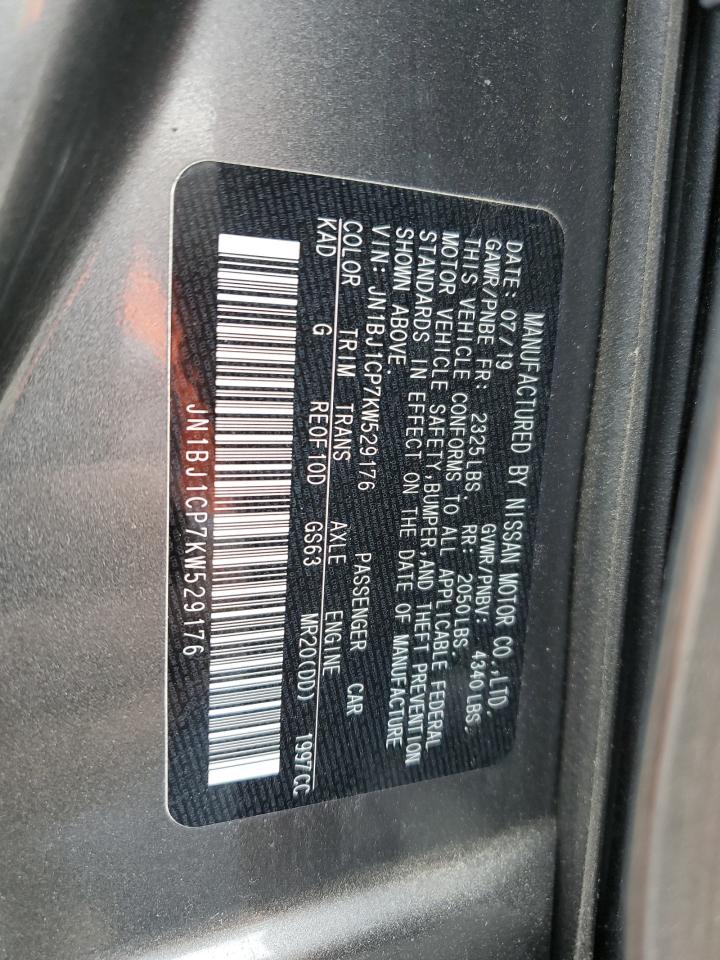 MANUFACTURED BY NISSAN MOTOR CO.,LTD.
DATE: 07/19 GVWR/PNBV: 4340LBS,
GAWR/PNBE FR: 2325LBS, RR: 2050LBS.
THIS VEHICLE CONFORMS TO ALL APPLICABLE FEDERAL
MOTOR VEHICLE SAFETY,BUMPER,AND THEFT PREVENTION
STANDARDS IN EFFECT ON THE DATE OF MANUFACTURE
SHOWN ABOVE.
VIN: JN1BJ1CP7KW529176 PASSENGER CAR
COLOR TRIM TRANS AXLE ENGINE
KAD G RE0F10D GS63 MR20(DD) 1997CC
JN1BJ1CP7KW529176